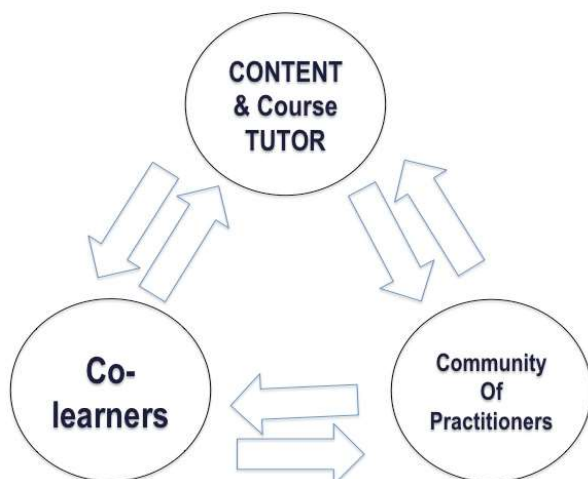 CONTENT
& Course
TUTOR
Co-
learners
Community
Of
Practitioners